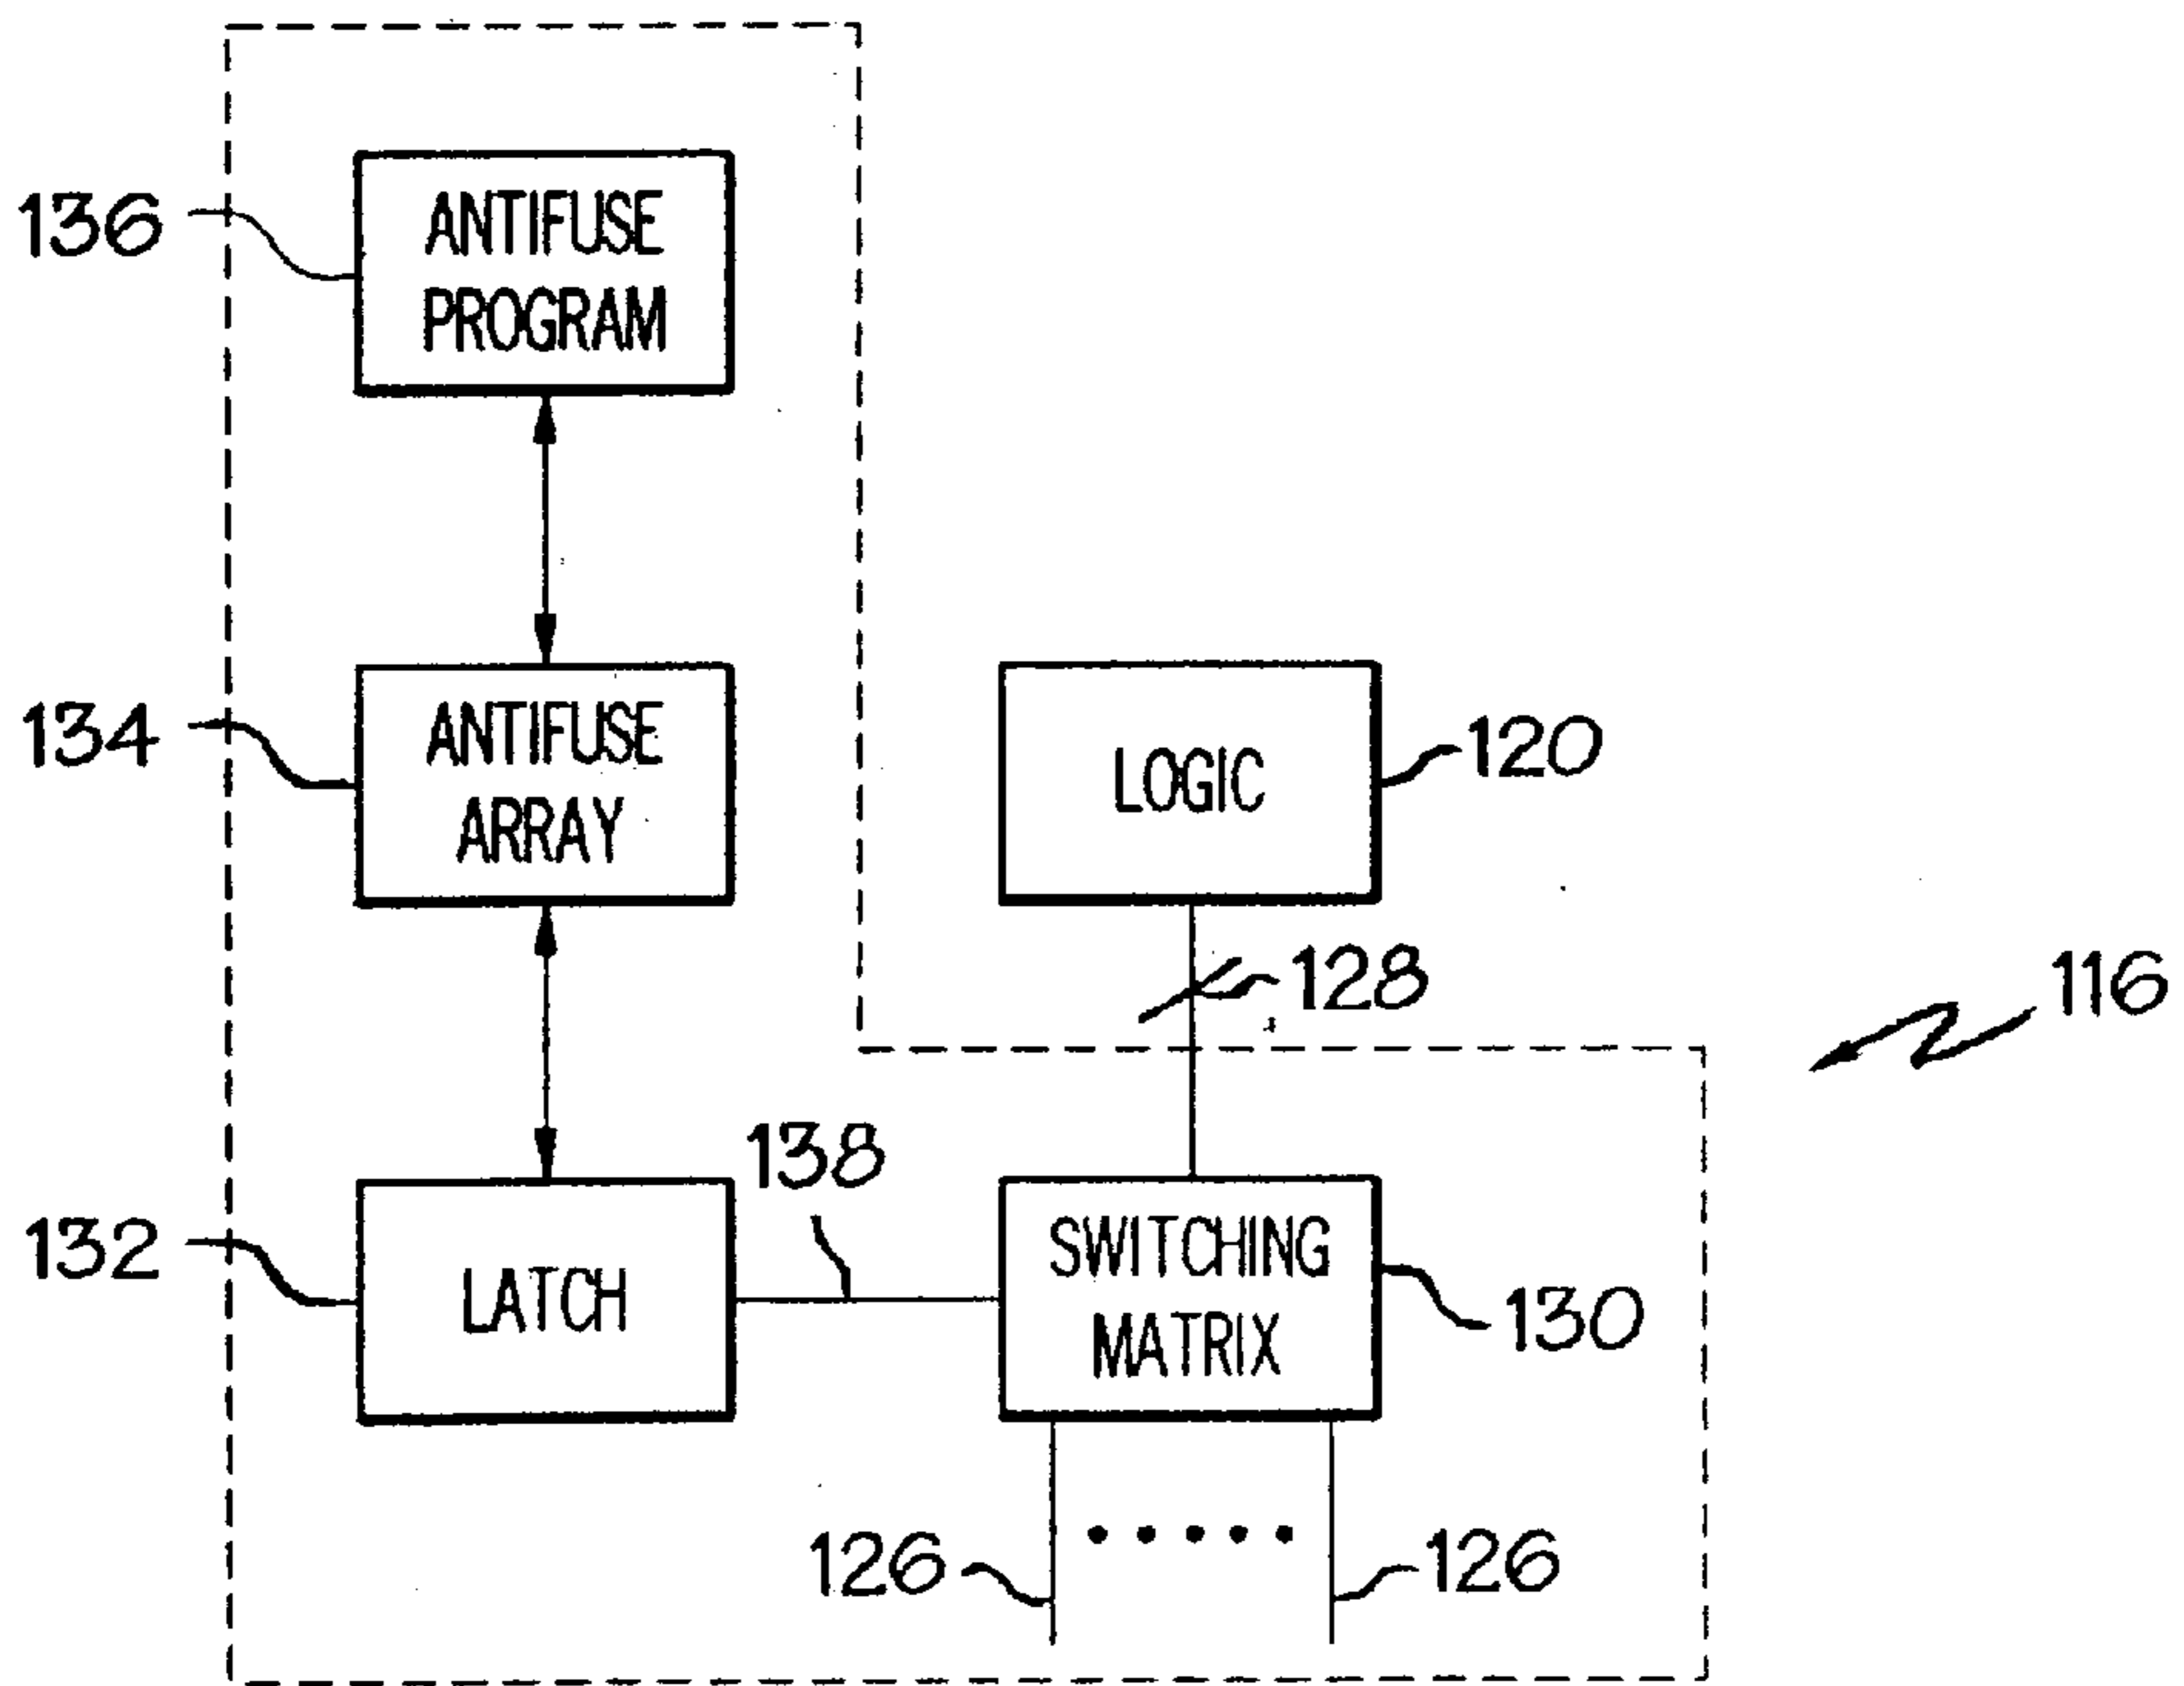 136
ANTIFUSE
PROGRAM
134
ANTIFUSE
ARRAY
LOGIC
120
128
116
138
132
LATCH
SWITCHING
MATRIX
130
126
126